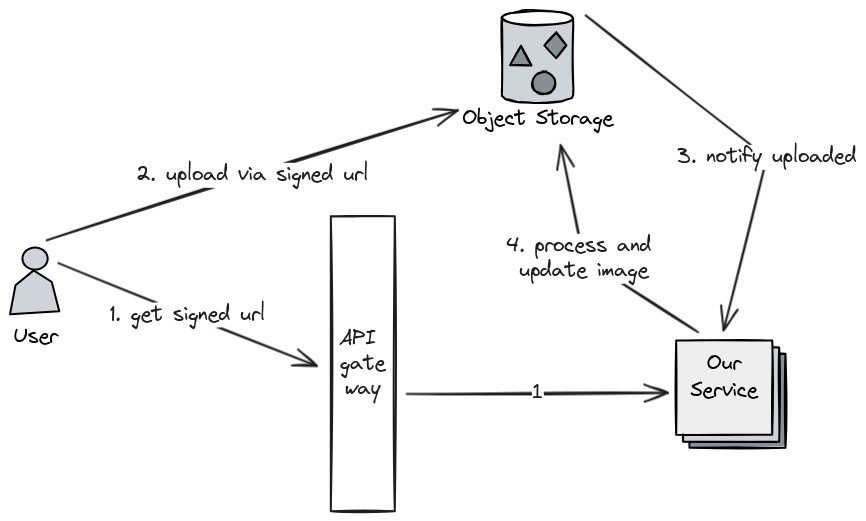 Object Storage
2. upload via signed url
3. notify uploaded
4. process and
update image
User
1. get signed url
API
gate
way
1
Our
Service